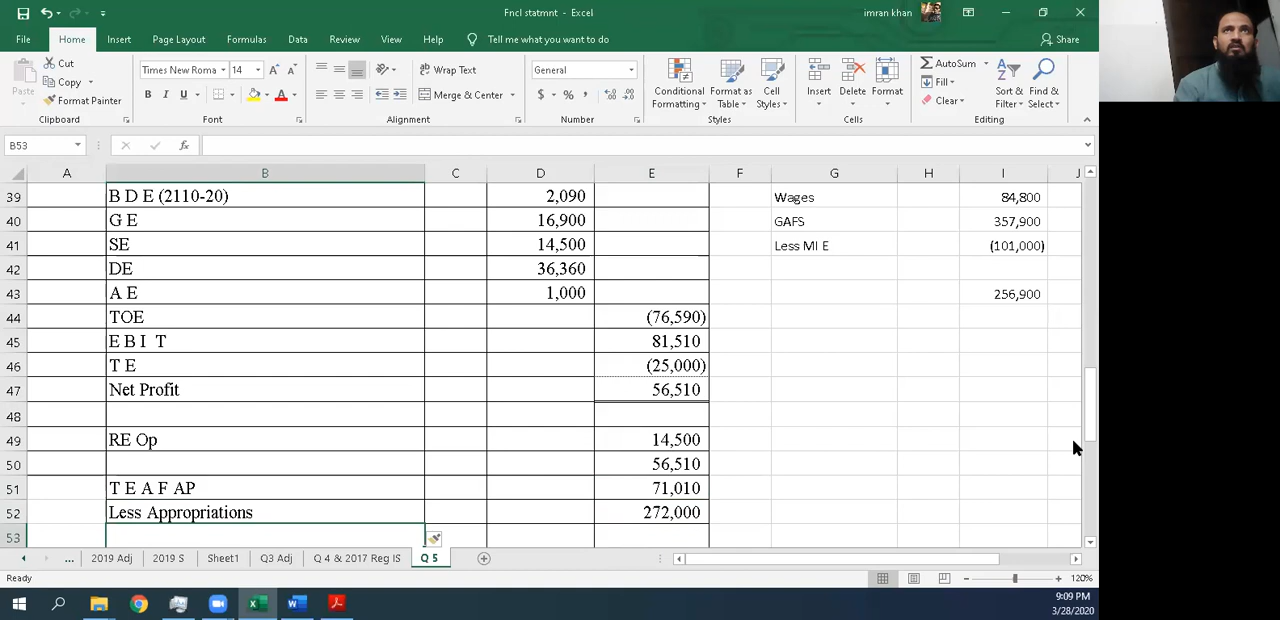 Fncl statmnt - Excel
imran khan
File Home Insert Page Layout Formulas Data Review View Help Tell me what you want to do Share
Cut
Copy
Format Painter
Paste
Clipboard
Times New Roma 14
B I U
Font
Wrap Text
Merge & Center
Alignment
General
$ % ,
Number
Conditional Formatting
Format as Table
Cell Styles
Styles
Insert
Delete
Format
Cells
AutoSum
Fill
Clear
Sort & Filter
Find & Select
Editing
B53
fx
A B C D E F G H I J
39 B D E (2110-20) 2,090 Wages 84,800
40 G E 16,900 GAFS 357,900
41 SE 14,500 Less MI E (101,000)
42 DE 36,360
43 A E 1,000 256,900
44 TOE (76,590)
45 E B I T 81,510
46 T E (25,000)
47 Net Profit 56,510
48
49 RE Op 14,500
50 56,510
51 T E A F AP 71,010
52 Less Appropriations 272,000
53
... 2019 Adj 2019 S Sheet1 Q3 Adj Q 4 & 2017 Reg IS Q 5
Ready
120%
9:09 PM
3/28/2020